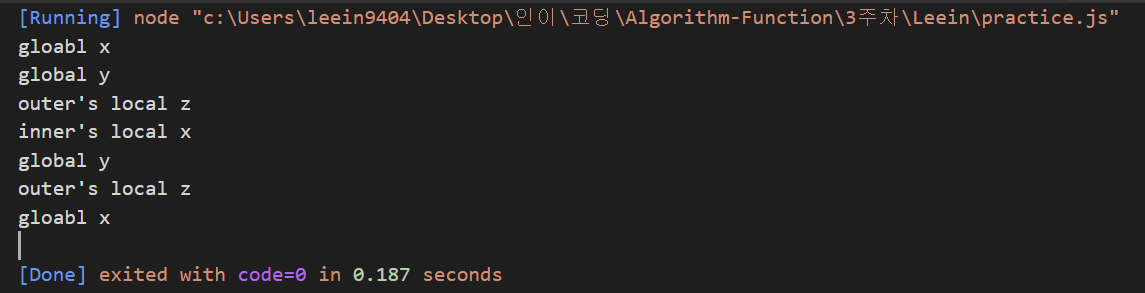 [Running] node "c:\Users\leein9404\Desktop\인이\코딩\Algorithm-Function\3주차\Leein\practice.js"
gloabl x
global y
outer's local z
inner's local x
global y
outer's local z
gloabl x
[Done] exited with code=0 in 0.187 seconds